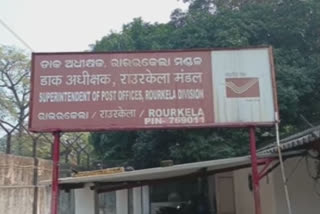 ଡାକ ଅଧୀକ୍ଷକ, ରାଉରକେଲା ମଣ୍ଡଳ
डाक अधीक्षक, राउरकेला मंडल
SUPERINTENDENT OF POST OFFICES, ROURKELA DIVISION
ରାଉରକେଲା / राउरकेला / ROURKELA
PIN-769011